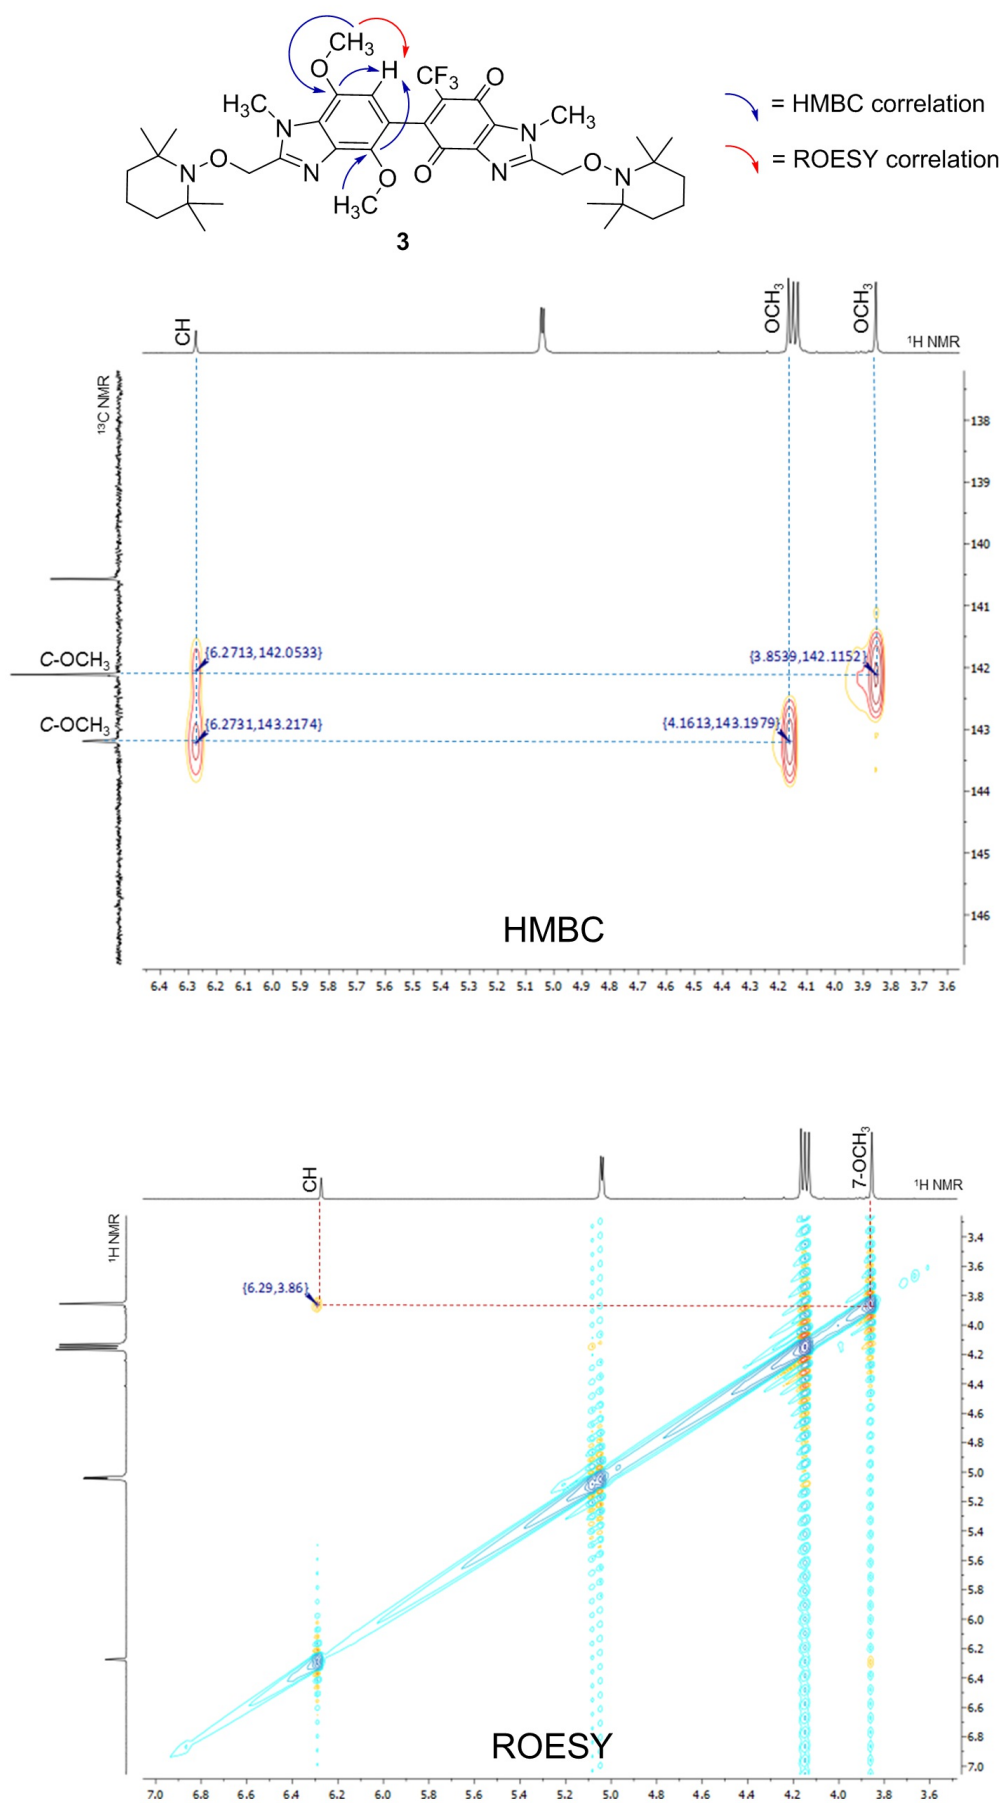 CH₃
O
H
CF₃
O
H₃C
N
N
CH₃
O
N
N
O
O
N
O
N
N
H₃C
3
= HMBC correlation
= ROESY correlation
CH
OCH₃
OCH₃
¹H NMR
¹³C NMR
138
139
140
141
C-OCH₃
{6.2713,142.0533}
{3.8539,142.1152}
142
C-OCH₃
{6.2731,143.2174}
{4.1613,143.1979}
143
144
145
146
HMBC
6.4 6.3 6.2 6.1 6.0 5.9 5.8 5.7 5.6 5.5 5.4 5.3 5.2 5.1 5.0 4.9 4.8 4.7 4.6 4.5 4.4 4.3 4.2 4.1 4.0 3.9 3.8 3.7 3.6
CH
7-OCH₃
¹H NMR
¹H NMR
{6.29,3.86}
3.4
3.6
3.8
4.0
4.2
4.4
4.6
4.8
5.0
5.2
5.4
5.6
5.8
6.0
6.2
6.4
6.6
6.8
7.0
ROESY
7.0 6.8 6.6 6.4 6.2 6.0 5.8 5.6 5.4 5.2 5.0 4.8 4.6 4.4 4.2 4.0 3.8 3.6